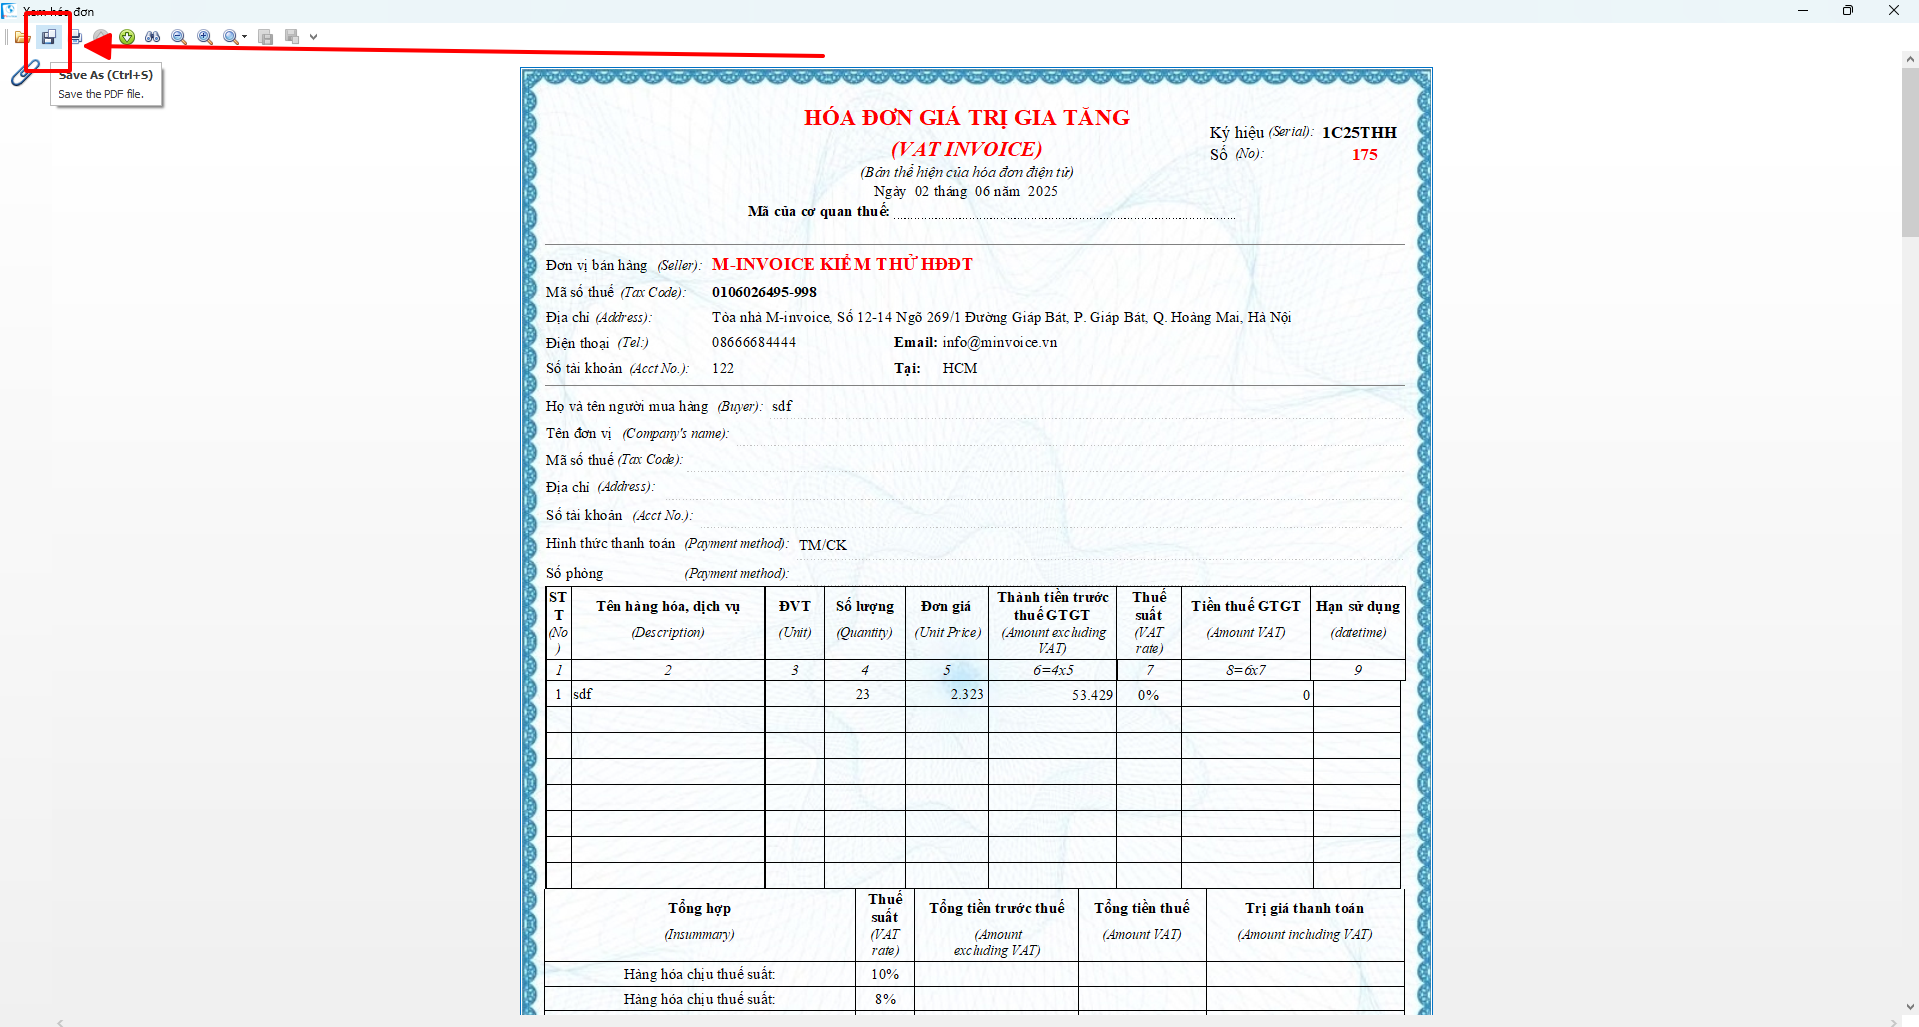 Xem hóa đơn
Save As (Ctrl+S)
Save the PDF file.
HÓA ĐƠN GIÁ TRỊ GIA TĂNG
(VAT INVOICE)
(Bản thể hiện của hóa đơn điện tử)
Ngày 02 tháng 06 năm 2025
Mã của cơ quan thuế:
Ký hiệu (Serial): 1C25THH
Số (No): 175
Đơn vị bán hàng (Seller): M-INVOICE KIỂM THỬ HĐĐT
Mã số thuế (Tax Code): 0106026495-998
Địa chỉ (Address): Tòa nhà M-invoice, Số 12-14 Ngõ 269/1 Đường Giáp Bát, P. Giáp Bát, Q. Hoàng Mai, Hà Nội
Điện thoại (Tel:) 08666684444 Email: info@minvoice.vn
Số tài khoản (Acct No.): 122 Tại: HCM
Họ và tên người mua hàng (Buyer): sdf
Tên đơn vị (Company's name):
Mã số thuế (Tax Code):
Địa chỉ (Address):
Số tài khoản (Acct No.):
Hình thức thanh toán (Payment method): TM/CK
Số phòng (Payment method):
STT (No) Tên hàng hóa, dịch vụ (Description) ĐVT (Unit) Số lượng (Quantity) Đơn giá (Unit Price) Thành tiền trước thuế GTGT (Amount excluding VAT) Thuế suất (VAT rate) Tiền thuế GTGT (Amount VAT) Hạn sử dụng (datetime)
1 2 3 4 5 6=4x5 7 8=6x7 9
1 sdf 23 2.323 53.429 0% 0
Tổng hợp (Insummary) Thuế suất (VAT rate) Tổng tiền trước thuế (Amount excluding VAT) Tổng tiền thuế (Amount VAT) Trị giá thanh toán (Amount including VAT)
Hàng hóa chịu thuế suất: 10%
Hàng hóa chịu thuế suất: 8%